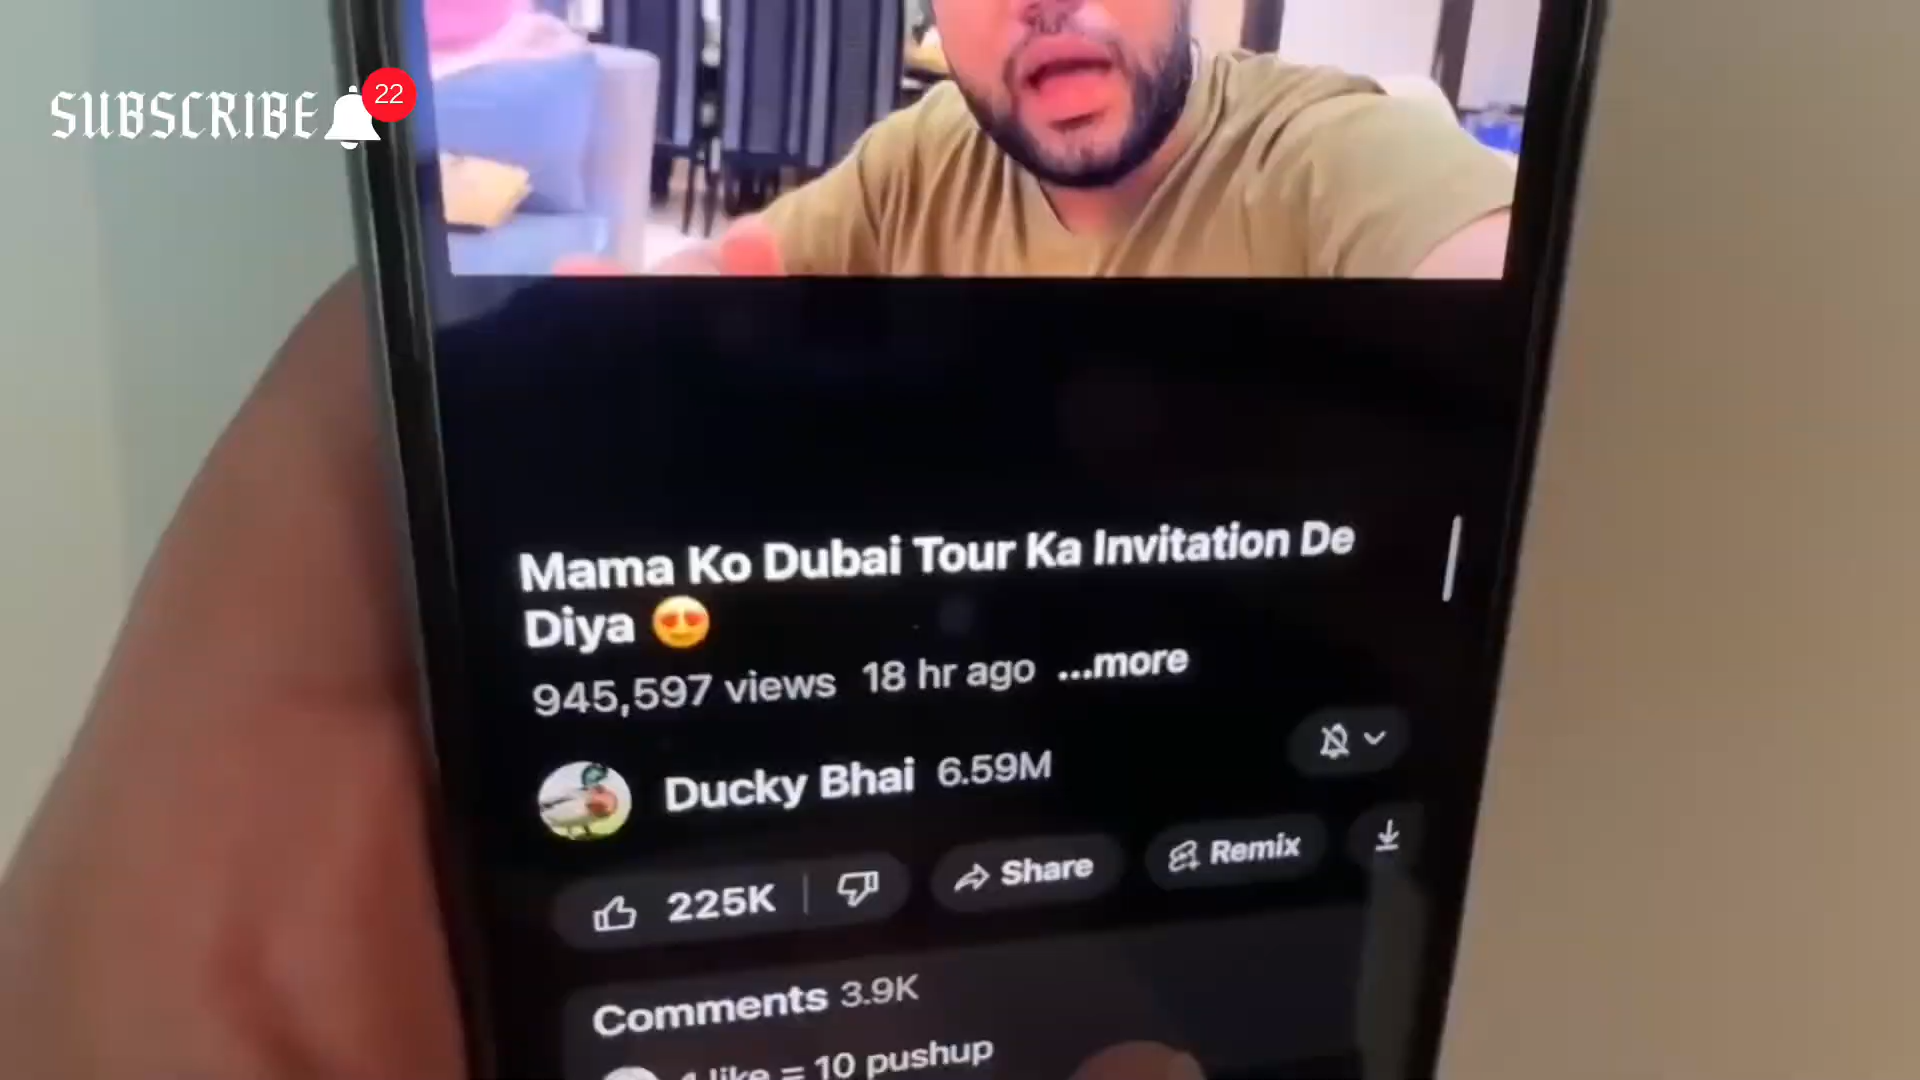 SUBSCRIBE
22
Mama Ko Dubai Tour Ka Invitation De
Diya 😍
945,597 views 18 hr ago ...more
Ducky Bhai 6.59M
225K
Share
Remix
Comments 3.9K
like = 10 pushup